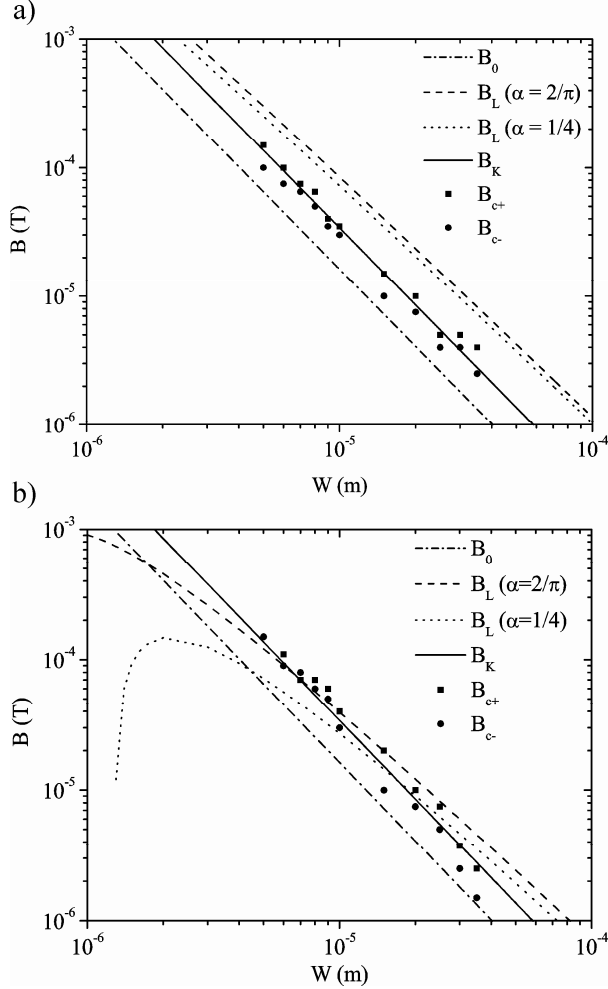 a)
10⁻³
10⁻⁴
10⁻⁵
10⁻⁶
B (T)
B₀
B_L (α = 2/π)
B_L (α = 1/4)
B_K
B_c+
B_c-
10⁻⁶
10⁻⁵
10⁻⁴
W (m)
b)
10⁻³
10⁻⁴
10⁻⁵
10⁻⁶
B (T)
B₀
B_L (α=2/π)
B_L (α=1/4)
B_K
B_c+
B_c-
10⁻⁶
10⁻⁵
10⁻⁴
W (m)